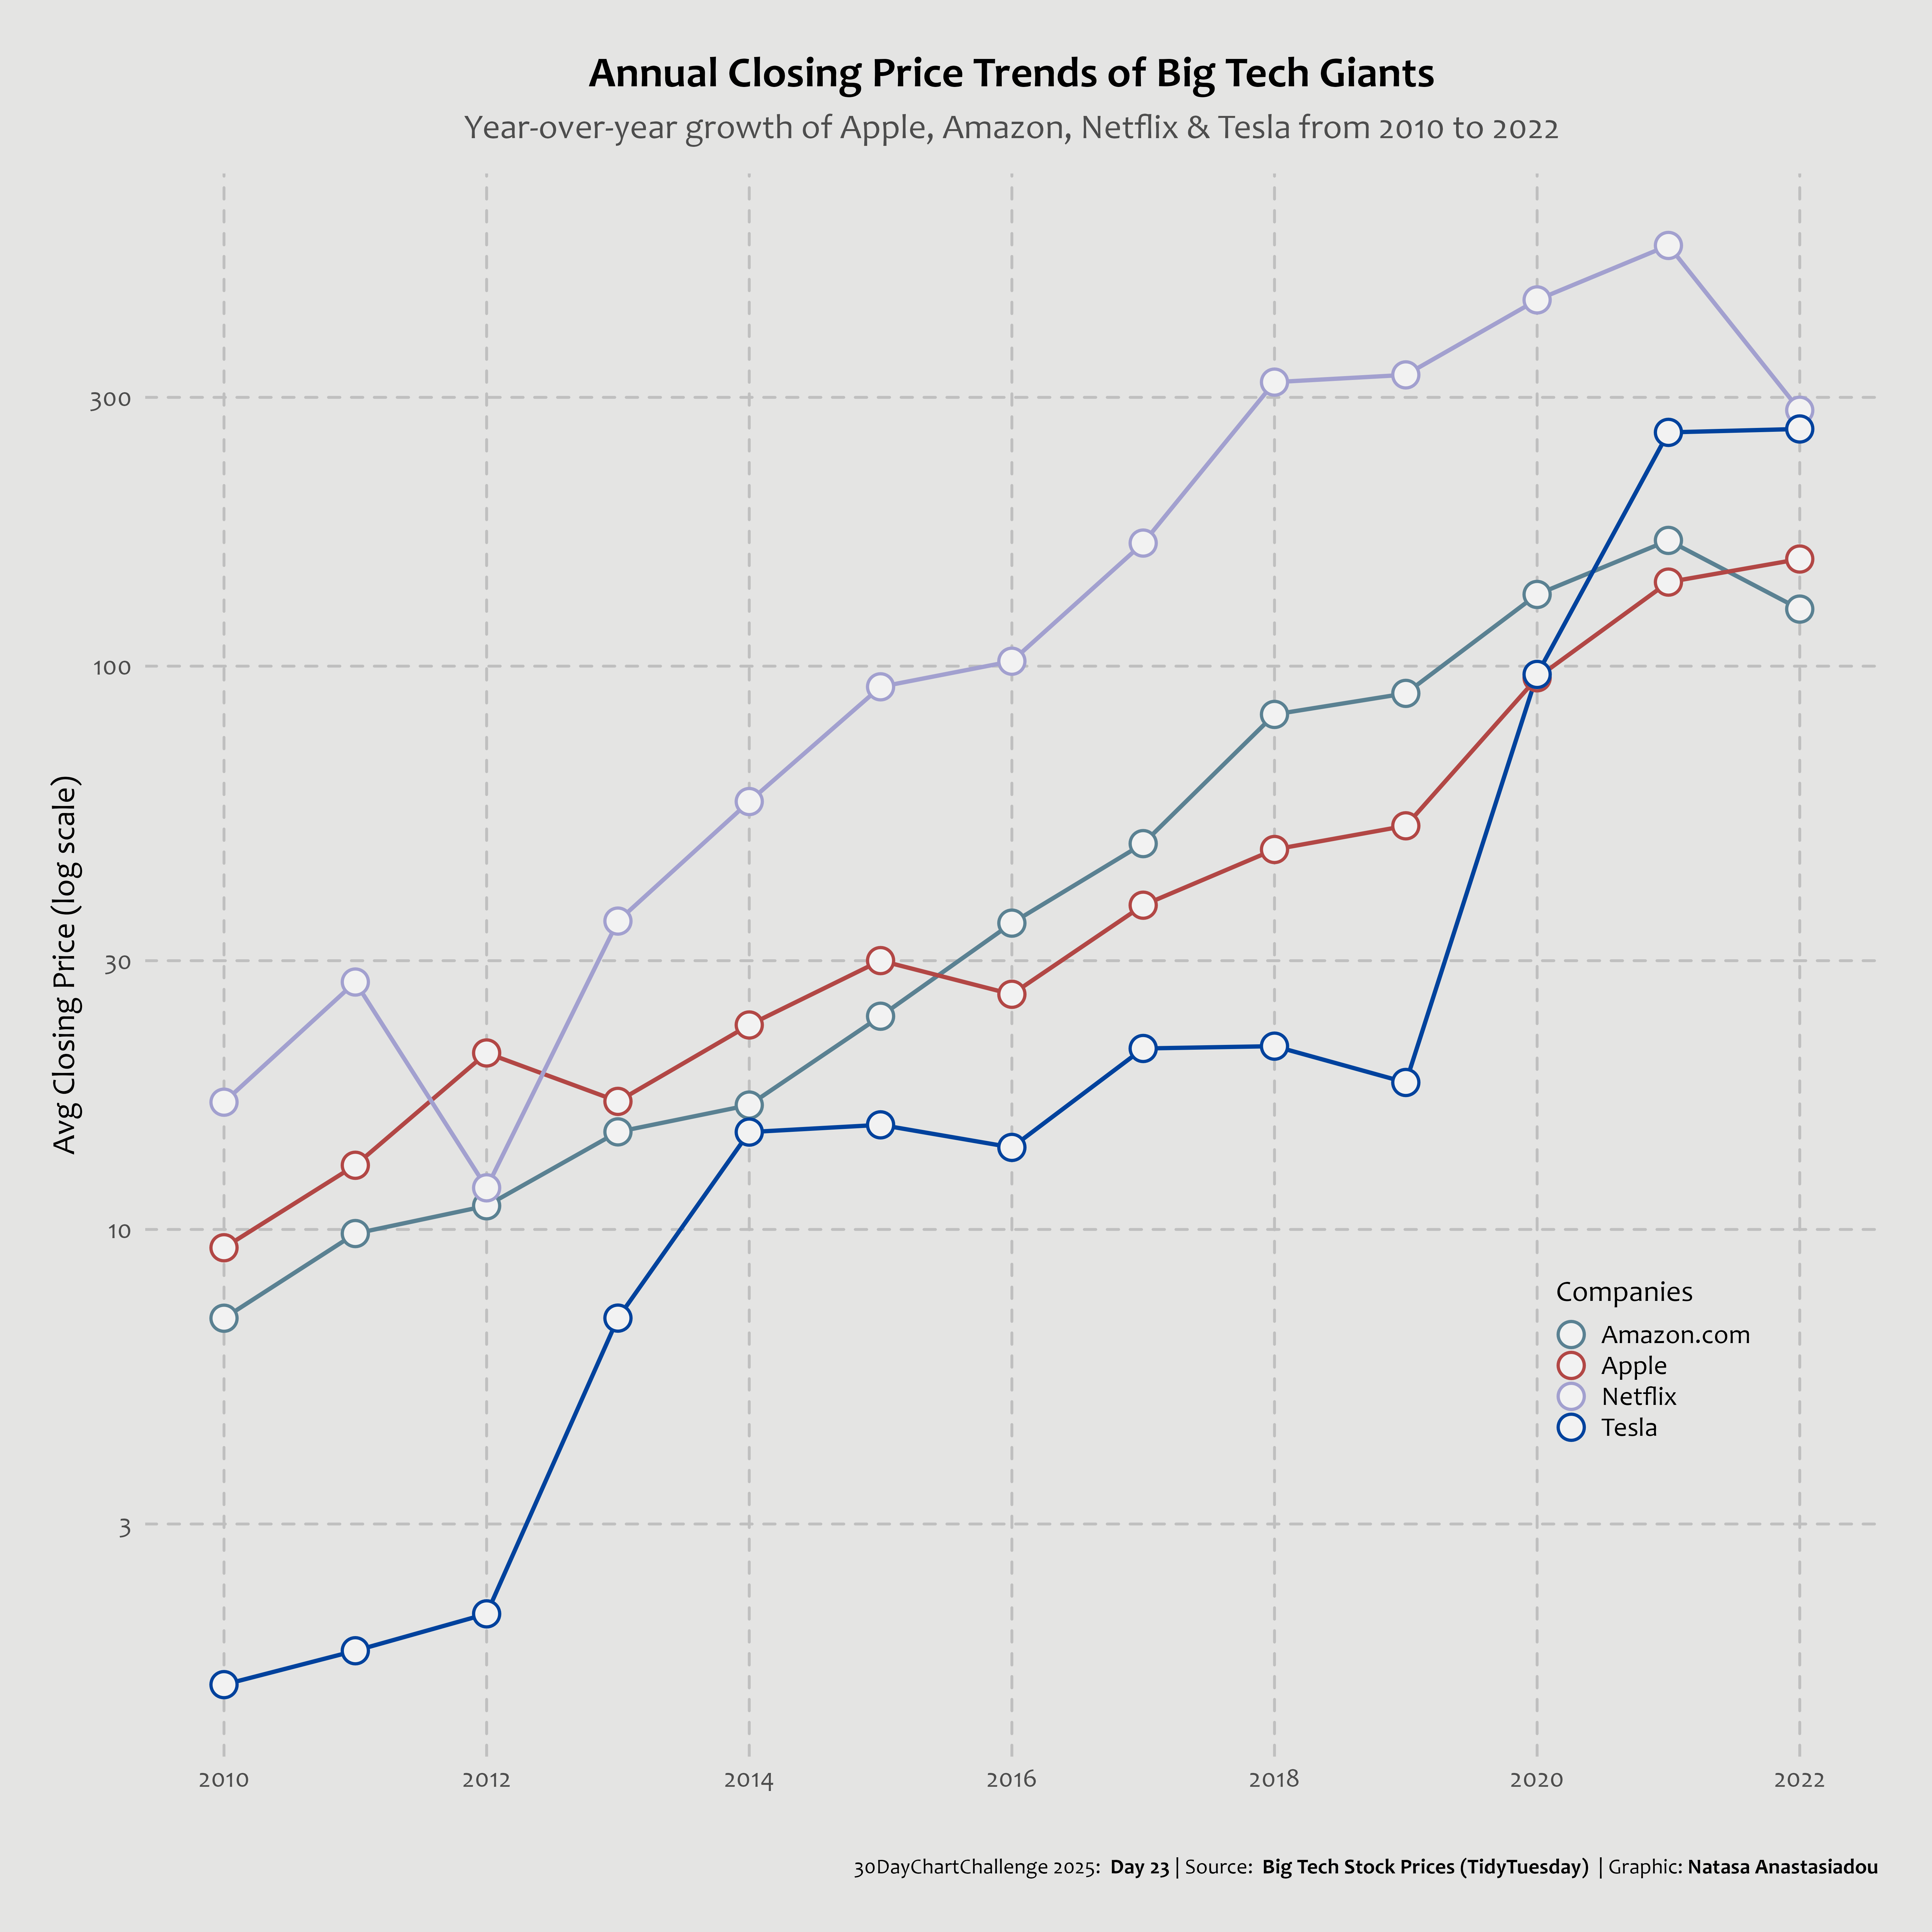 Annual Closing Price Trends of Big Tech Giants
Year-over-year growth of Apple, Amazon, Netflix & Tesla from 2010 to 2022
Avg Closing Price (log scale)
300
100
30
10
3
Companies
Amazon.com
Apple
Netflix
Tesla
2010 2012 2014 2016 2018 2020 2022
30DayChartChallenge 2025: Day 23 | Source: Big Tech Stock Prices (TidyTuesday) | Graphic: Natasa Anastasiadou